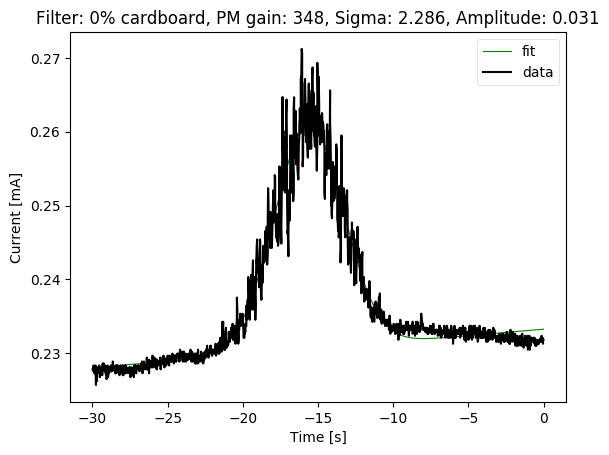 Filter: 0% cardboard, PM gain: 348, Sigma: 2.286, Amplitude: 0.031
fit
data
Current [mA]
0.27
0.26
0.25
0.24
0.23
−30 −25 −20 −15 −10 −5 0
Time [s]